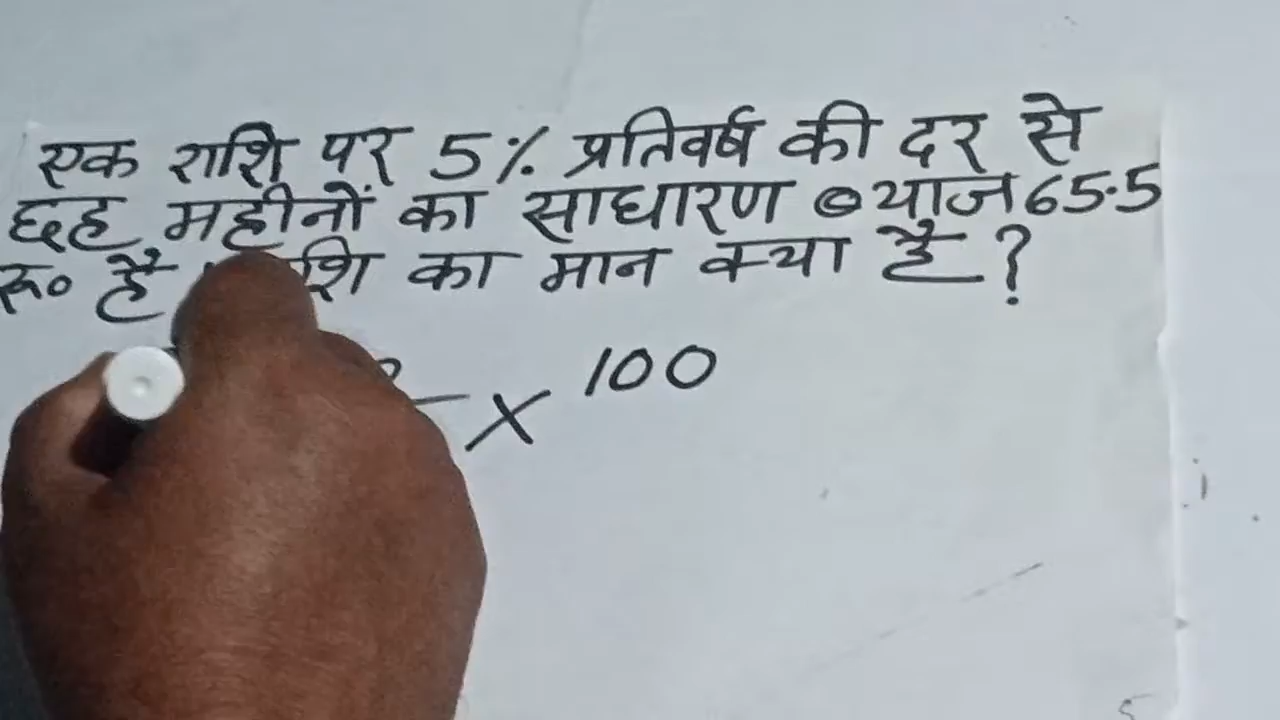 एक राशि पर 5% प्रतिवर्ष की दर से
छह महीनों का साधारण ब्याज 65.5
रू० है का मान क्या है ?
× 100